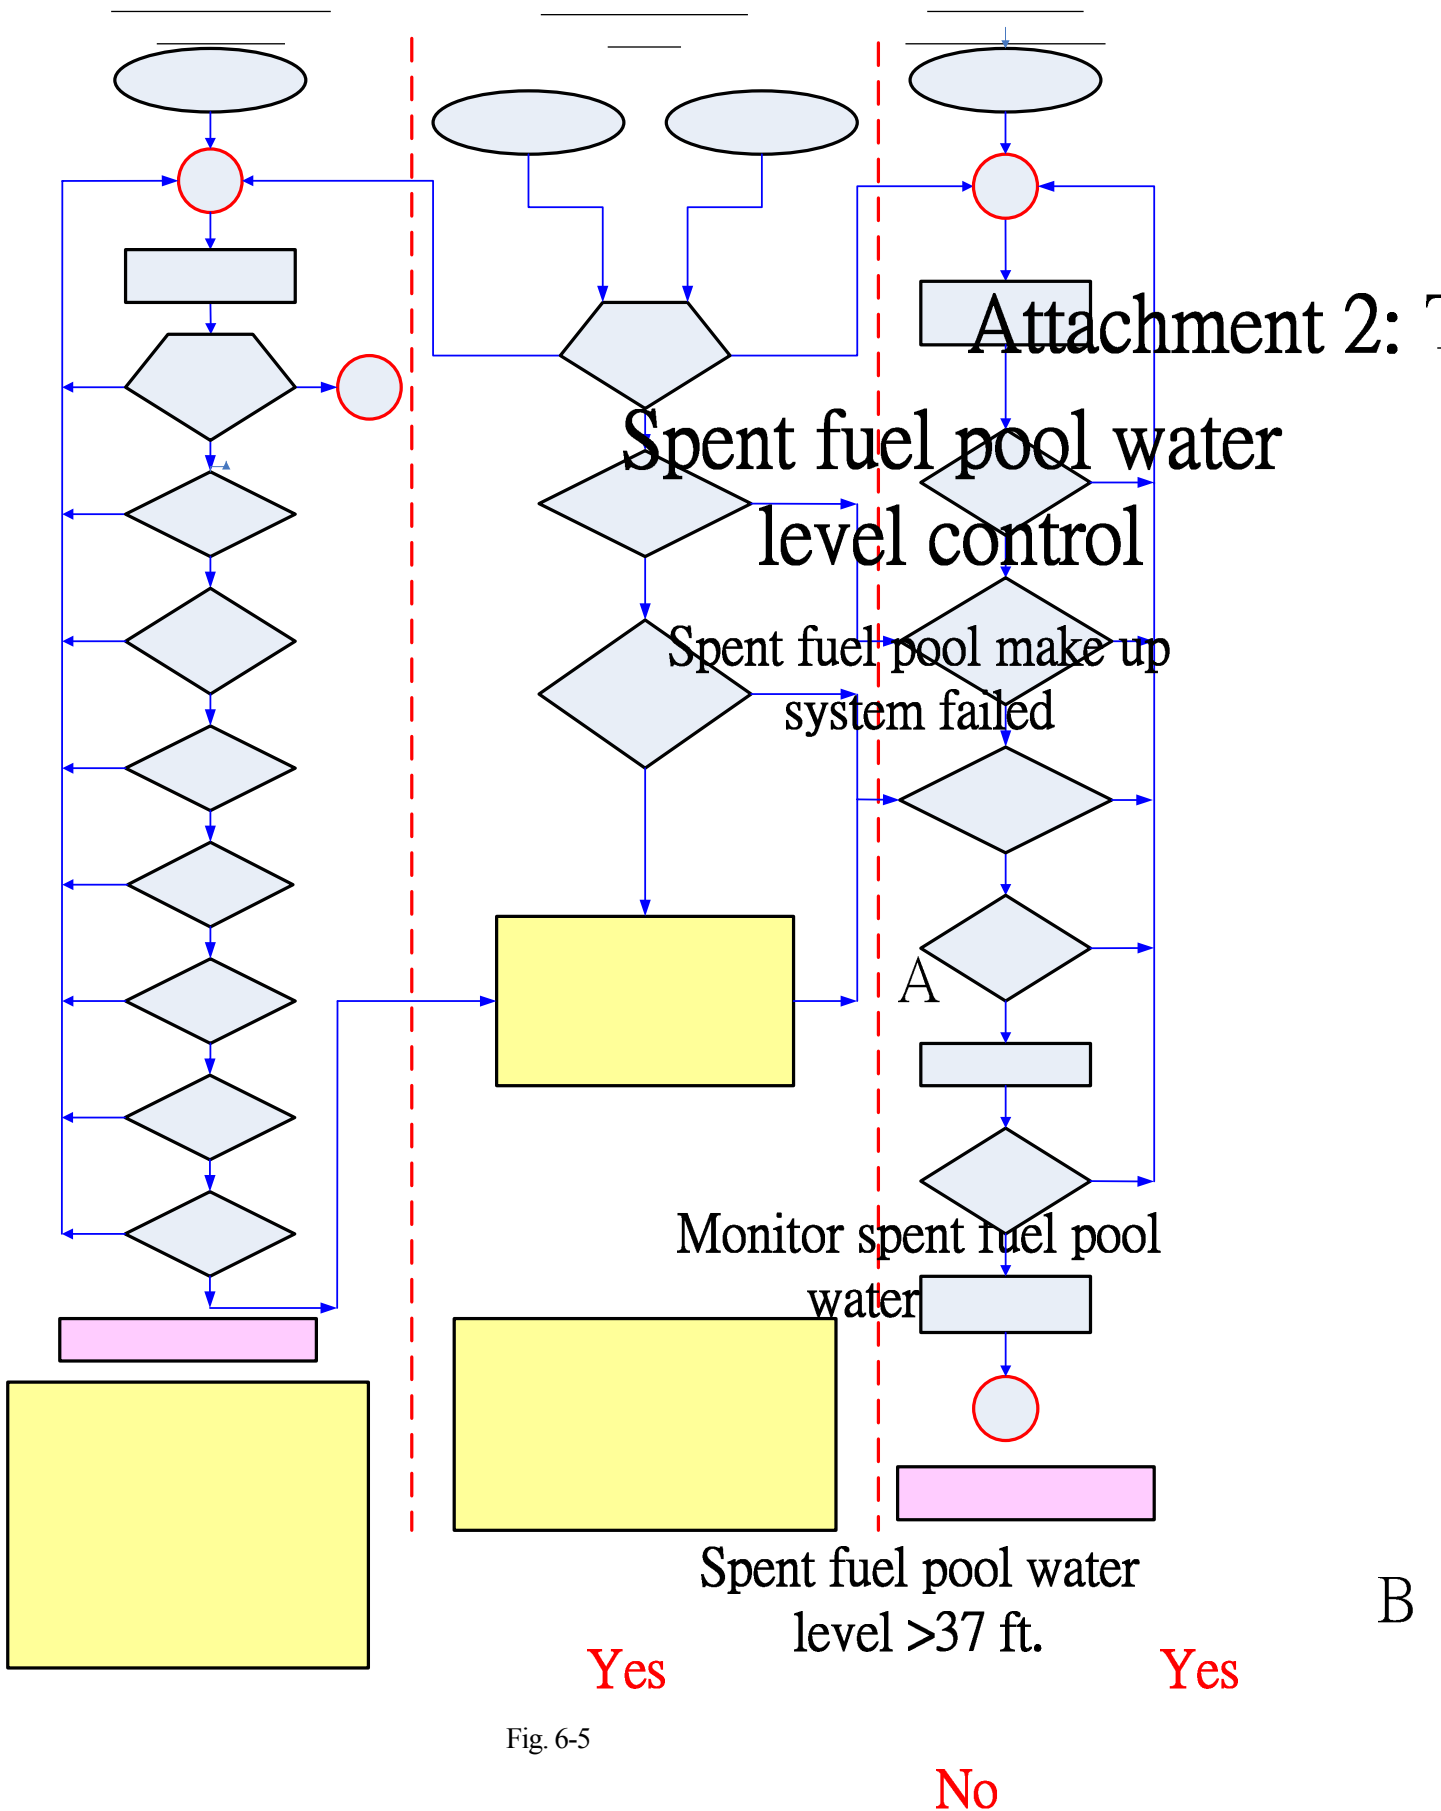 Attachment 2:
Spent fuel pool water
level control
Spent fuel pool make up
system failed
A
Monitor spent fuel pool
water
Spent fuel pool water
level >37 ft.
B
Yes
Yes
Fig. 6-5
No